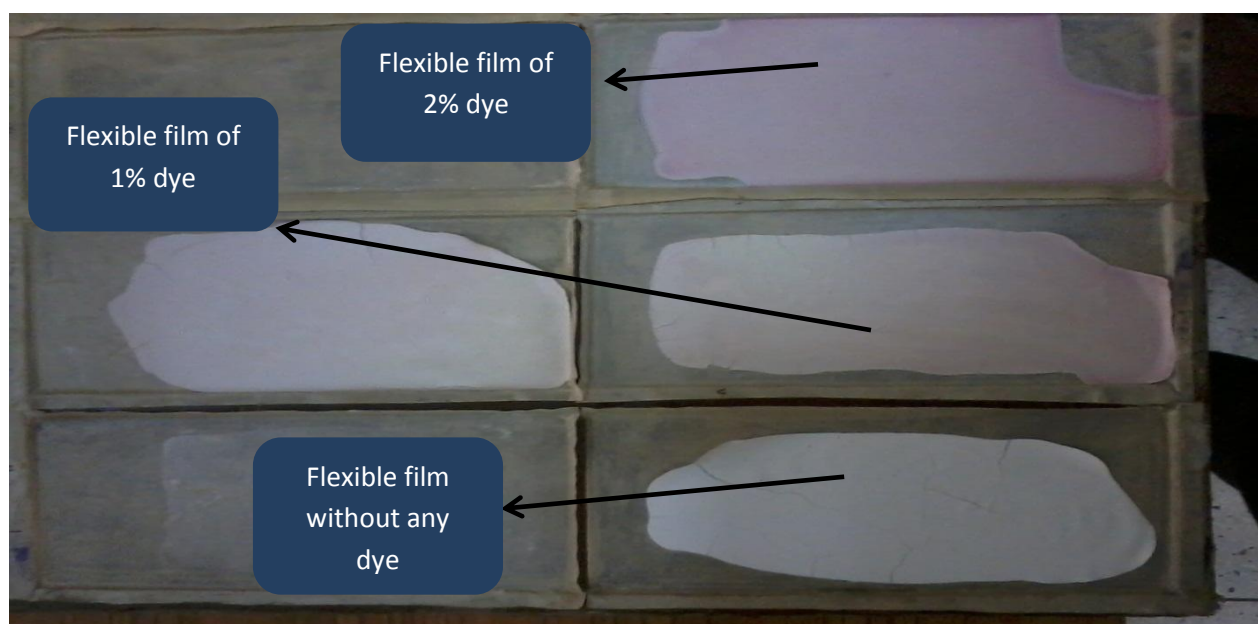 Flexible film of
2% dye
Flexible film of
1% dye
Flexible film
without any
dye